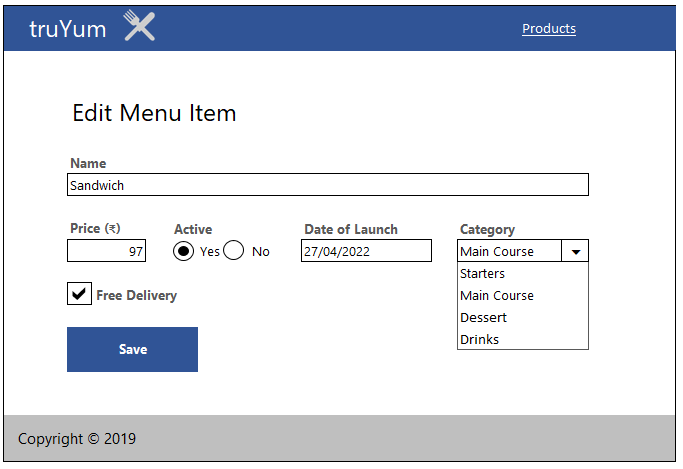 truYum Products
Edit Menu Item
Name
Sandwich
Price (₹) Active Date of Launch Category
97 Yes No 27/04/2022 Main Course
Starters
Main Course
Dessert
Drinks
Free Delivery
Save
Copyright © 2019